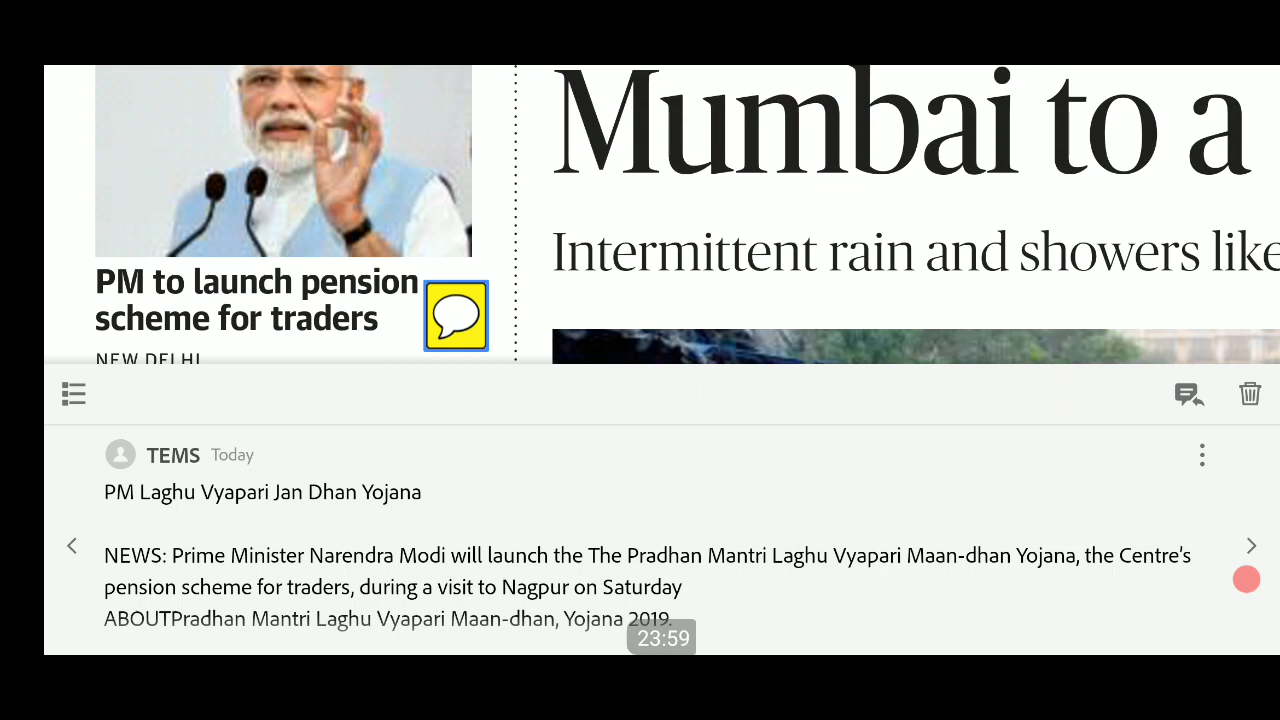 Mumbai to a
Intermittent rain and showers like
PM to launch pension
scheme for traders
NEW DELHI
TEMS Today
PM Laghu Vyapari Jan Dhan Yojana
NEWS: Prime Minister Narendra Modi will launch the The Pradhan Mantri Laghu Vyapari Maan-dhan Yojana, the Centre's
pension scheme for traders, during a visit to Nagpur on Saturday
ABOUTPradhan Mantri Laghu Vyapari Maan-dhan, Yojana 2019.
23:59